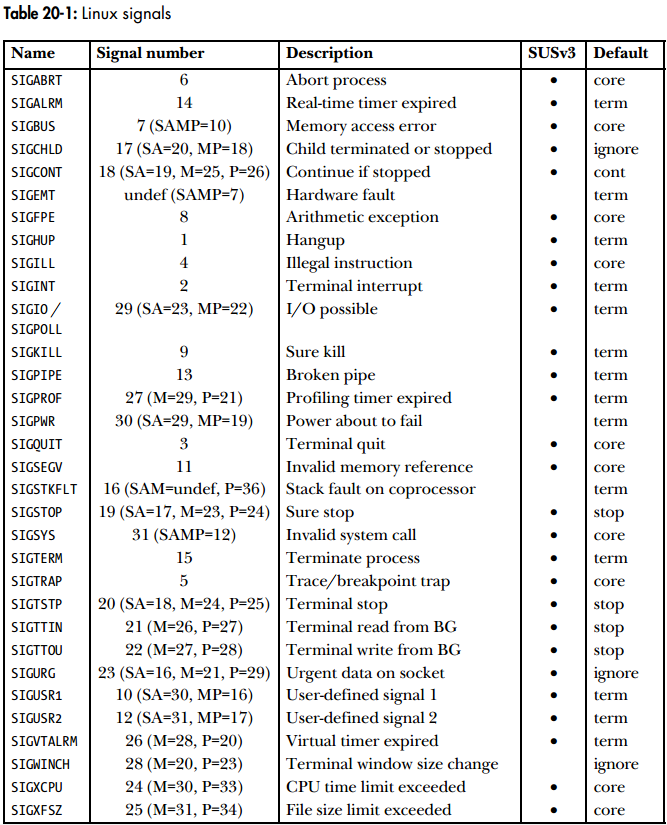 Table 20-1: Linux signals
Name Signal number Description SUSv3 Default
SIGABRT 6 Abort process • core
SIGALRM 14 Real-time timer expired • term
SIGBUS 7 (SAMP=10) Memory access error • core
SIGCHLD 17 (SA=20, MP=18) Child terminated or stopped • ignore
SIGCONT 18 (SA=19, M=25, P=26) Continue if stopped • cont
SIGEMT undef (SAMP=7) Hardware fault term
SIGFPE 8 Arithmetic exception • core
SIGHUP 1 Hangup • term
SIGILL 4 Illegal instruction • core
SIGINT 2 Terminal interrupt • term
SIGIO / 29 (SA=23, MP=22) I/O possible • term
SIGPOLL
SIGKILL 9 Sure kill • term
SIGPIPE 13 Broken pipe • term
SIGPROF 27 (M=29, P=21) Profiling timer expired • term
SIGPWR 30 (SA=29, MP=19) Power about to fail term
SIGQUIT 3 Terminal quit • core
SIGSEGV 11 Invalid memory reference • core
SIGSTKFLT 16 (SAM=undef, P=36) Stack fault on coprocessor term
SIGSTOP 19 (SA=17, M=23, P=24) Sure stop • stop
SIGSYS 31 (SAMP=12) Invalid system call • core
SIGTERM 15 Terminate process • term
SIGTRAP 5 Trace/breakpoint trap • core
SIGTSTP 20 (SA=18, M=24, P=25) Terminal stop • stop
SIGTTIN 21 (M=26, P=27) Terminal read from BG • stop
SIGTTOU 22 (M=27, P=28) Terminal write from BG • stop
SIGURG 23 (SA=16, M=21, P=29) Urgent data on socket • ignore
SIGUSR1 10 (SA=30, MP=16) User-defined signal 1 • term
SIGUSR2 12 (SA=31, MP=17) User-defined signal 2 • term
SIGVTALRM 26 (M=28, P=20) Virtual timer expired • term
SIGWINCH 28 (M=20, P=23) Terminal window size change ignore
SIGXCPU 24 (M=30, P=33) CPU time limit exceeded • core
SIGXFSZ 25 (M=31, P=34) File size limit exceeded • core